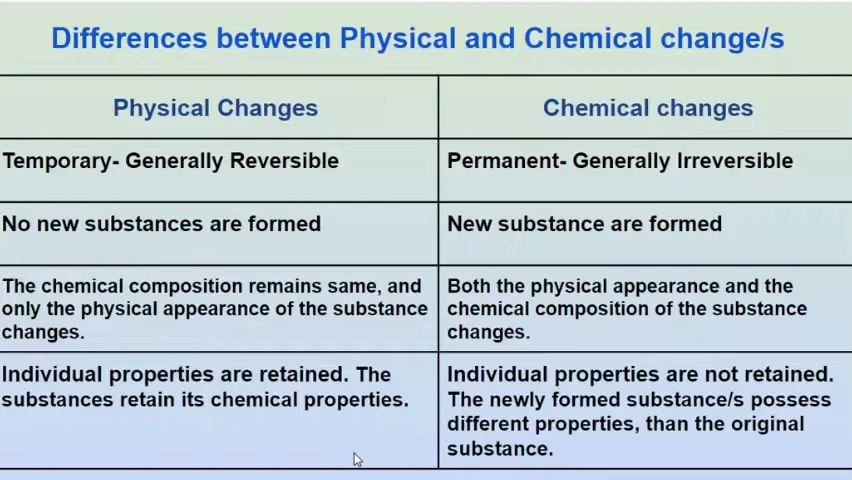 Differences between Physical and Chemical change/s
Physical Changes
Chemical changes
Temporary- Generally Reversible
Permanent- Generally Irreversible
No new substances are formed
New substance are formed
The chemical composition remains same, and
only the physical appearance of the substance
changes.
Both the physical appearance and the
chemical composition of the substance
changes.
Individual properties are retained. The
substances retain its chemical properties.
Individual properties are not retained.
The newly formed substance/s possess
different properties, than the original
substance.